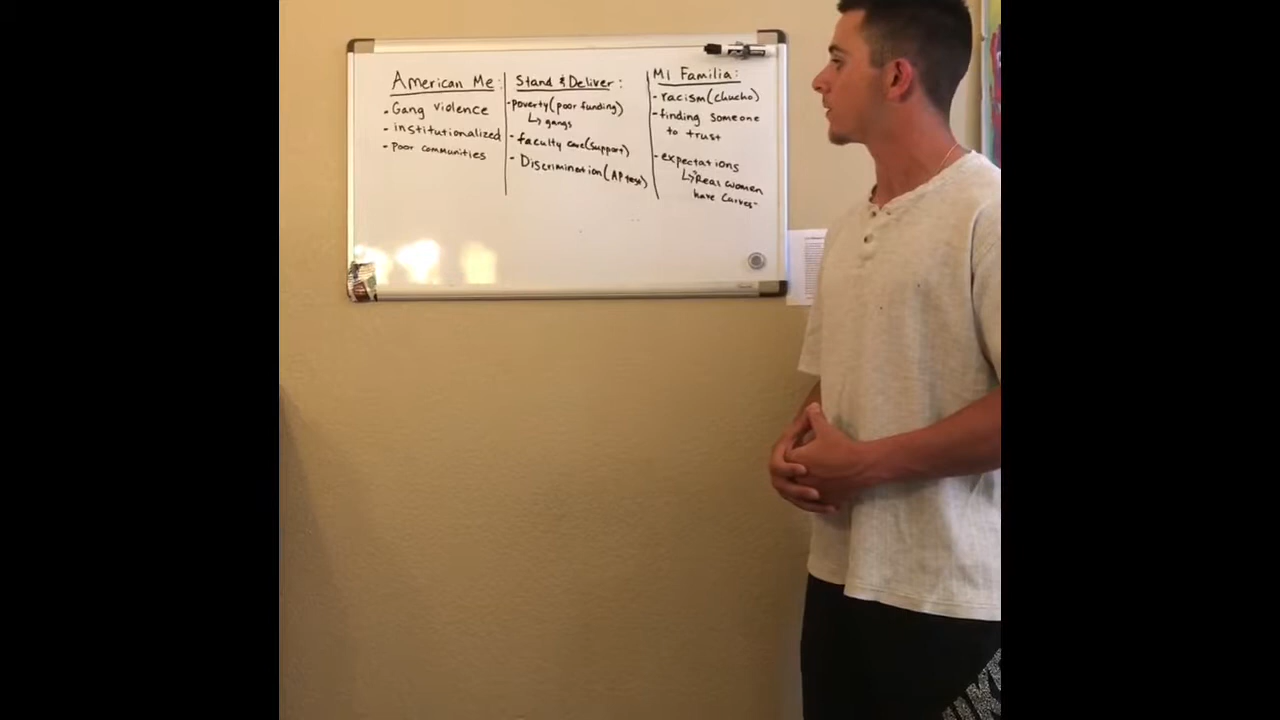 American Me:
- Gang violence
- institutionalized
- poor communities
Stand & Deliver:
- poverty (poor funding)
↳ gangs
- faculty care (support)
- Discrimination (AP test)
Mi Familia:
- racism (chucho)
- finding someone
to trust
- expectations
↳ Real women
have curves